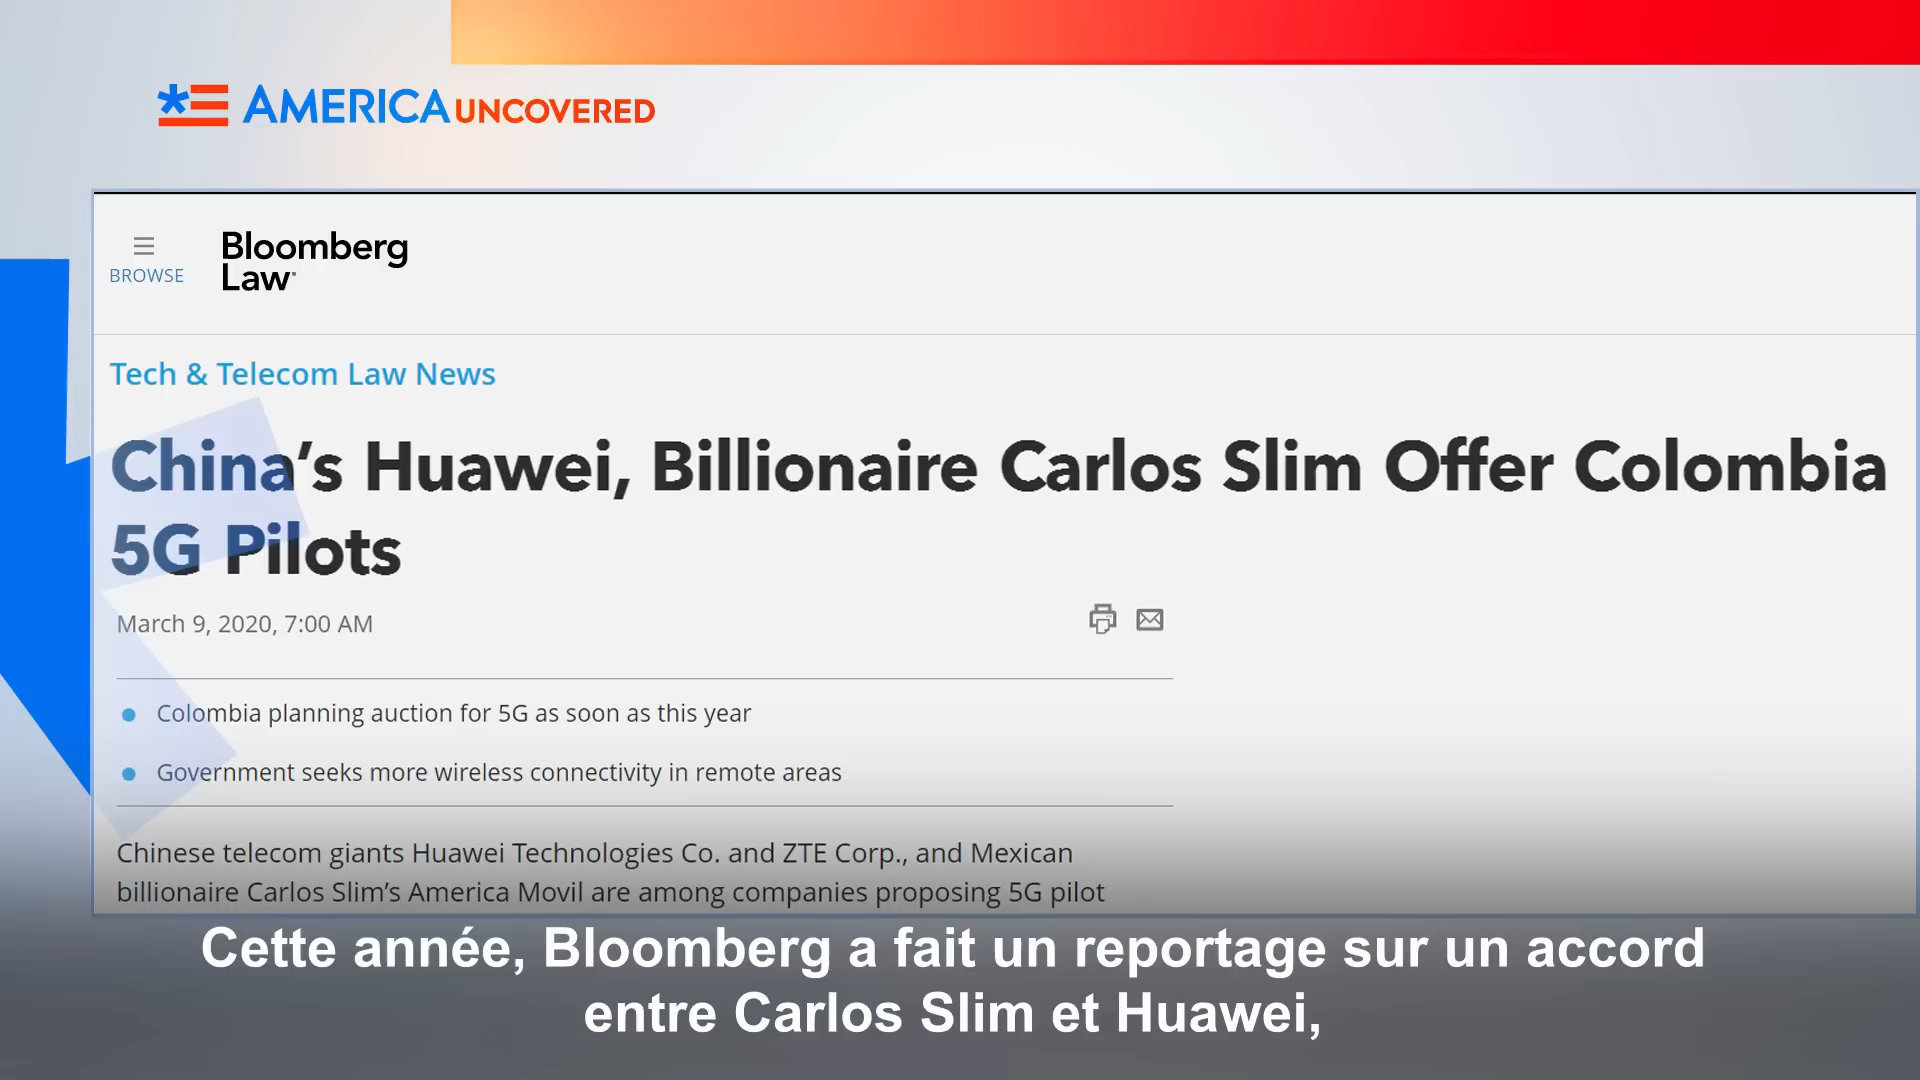 AMERICA UNCOVERED
BROWSE
Bloomberg
Law
Tech & Telecom Law News
China’s Huawei, Billionaire Carlos Slim Offer Colombia
5G Pilots
March 9, 2020, 7:00 AM
Colombia planning auction for 5G as soon as this year
Government seeks more wireless connectivity in remote areas
Chinese telecom giants Huawei Technologies Co. and ZTE Corp., and Mexican
billionaire Carlos Slim’s America Movil are among companies proposing 5G pilot
Cette année, Bloomberg a fait un reportage sur un accord
entre Carlos Slim et Huawei,